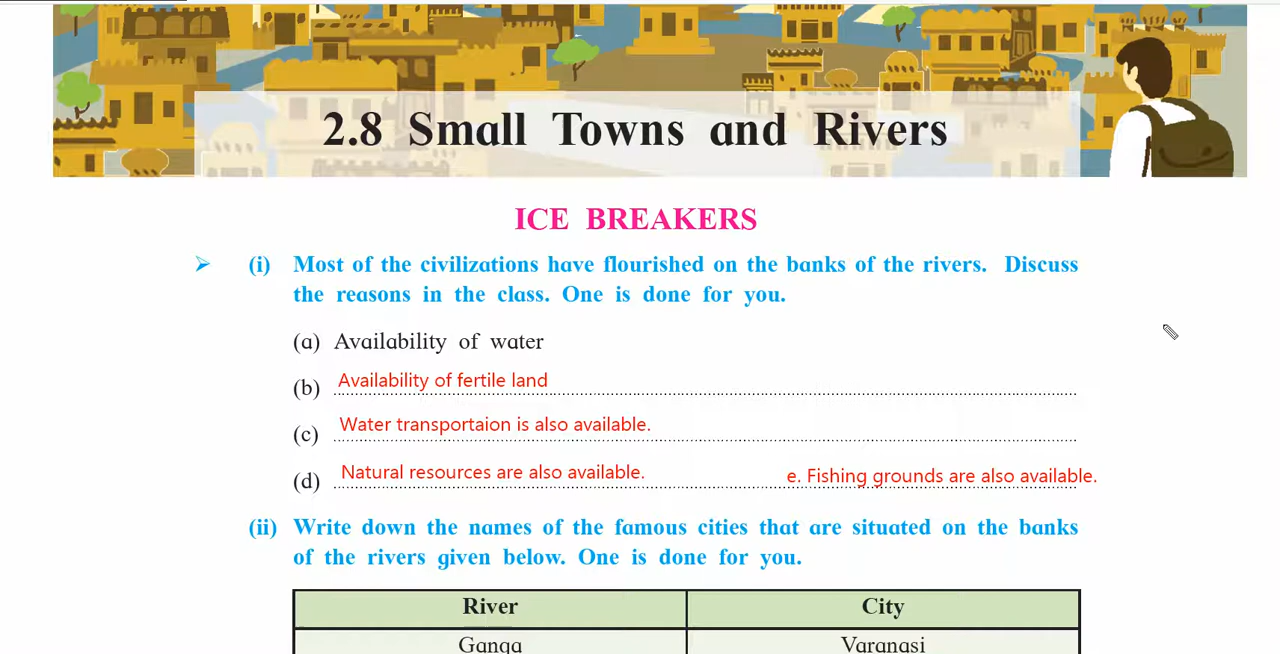 2.8 Small Towns and Rivers
ICE BREAKERS
➢ (i) Most of the civilizations have flourished on the banks of the rivers. Discuss
the reasons in the class. One is done for you.
(a) Availability of water
(b) Availability of fertile land
(c) Water transportaion is also available.
(d) Natural resources are also available. e. Fishing grounds are also available.
(ii) Write down the names of the famous cities that are situated on the banks
of the rivers given below. One is done for you.
River City
Ganga Varanasi